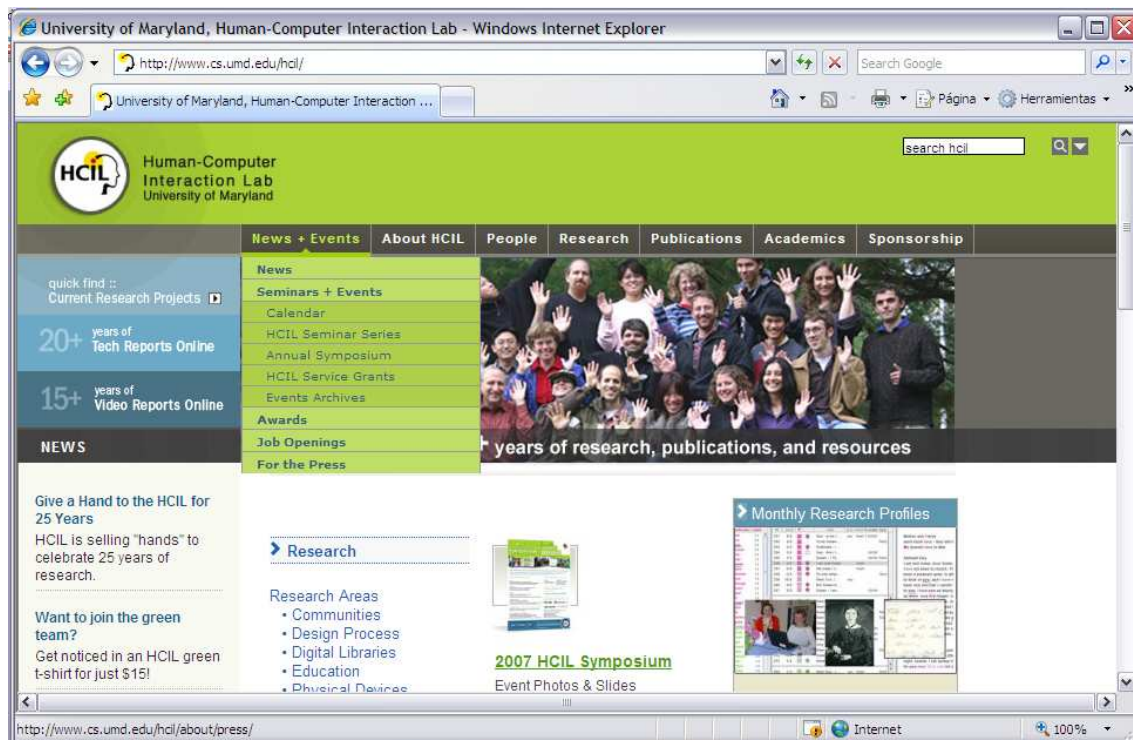 University of Maryland, Human-Computer Interaction Lab - Windows Internet Explorer
http://www.cs.umd.edu/hcil/
Search Google
University of Maryland, Human-Computer Interaction ...
Página
Herramientas
»
search hcil
HCIL
Human-Computer
Interaction Lab
University of Maryland
News + Events
About HCIL
People
Research
Publications
Academics
Sponsorship
quick find ::
Current Research Projects
20+ years of
Tech Reports Online
15+ years of
Video Reports Online
News
Seminars + Events
Calendar
HCIL Seminar Series
Annual Symposium
HCIL Service Grants
Events Archives
Awards
Job Openings
For the Press
years of research, publications, and resources
NEWS
Give a Hand to the HCIL for
25 Years
HCIL is selling "hands" to
celebrate 25 years of
research.
Want to join the green
team?
Get noticed in an HCIL green
t-shirt for just $15!
Research
Research Areas
• Communities
• Design Process
• Digital Libraries
• Education
• Physical Devices
2007 HCIL Symposium
Event Photos & Slides
Monthly Research Profiles
http://www.cs.umd.edu/hcil/about/press/
Internet
100%